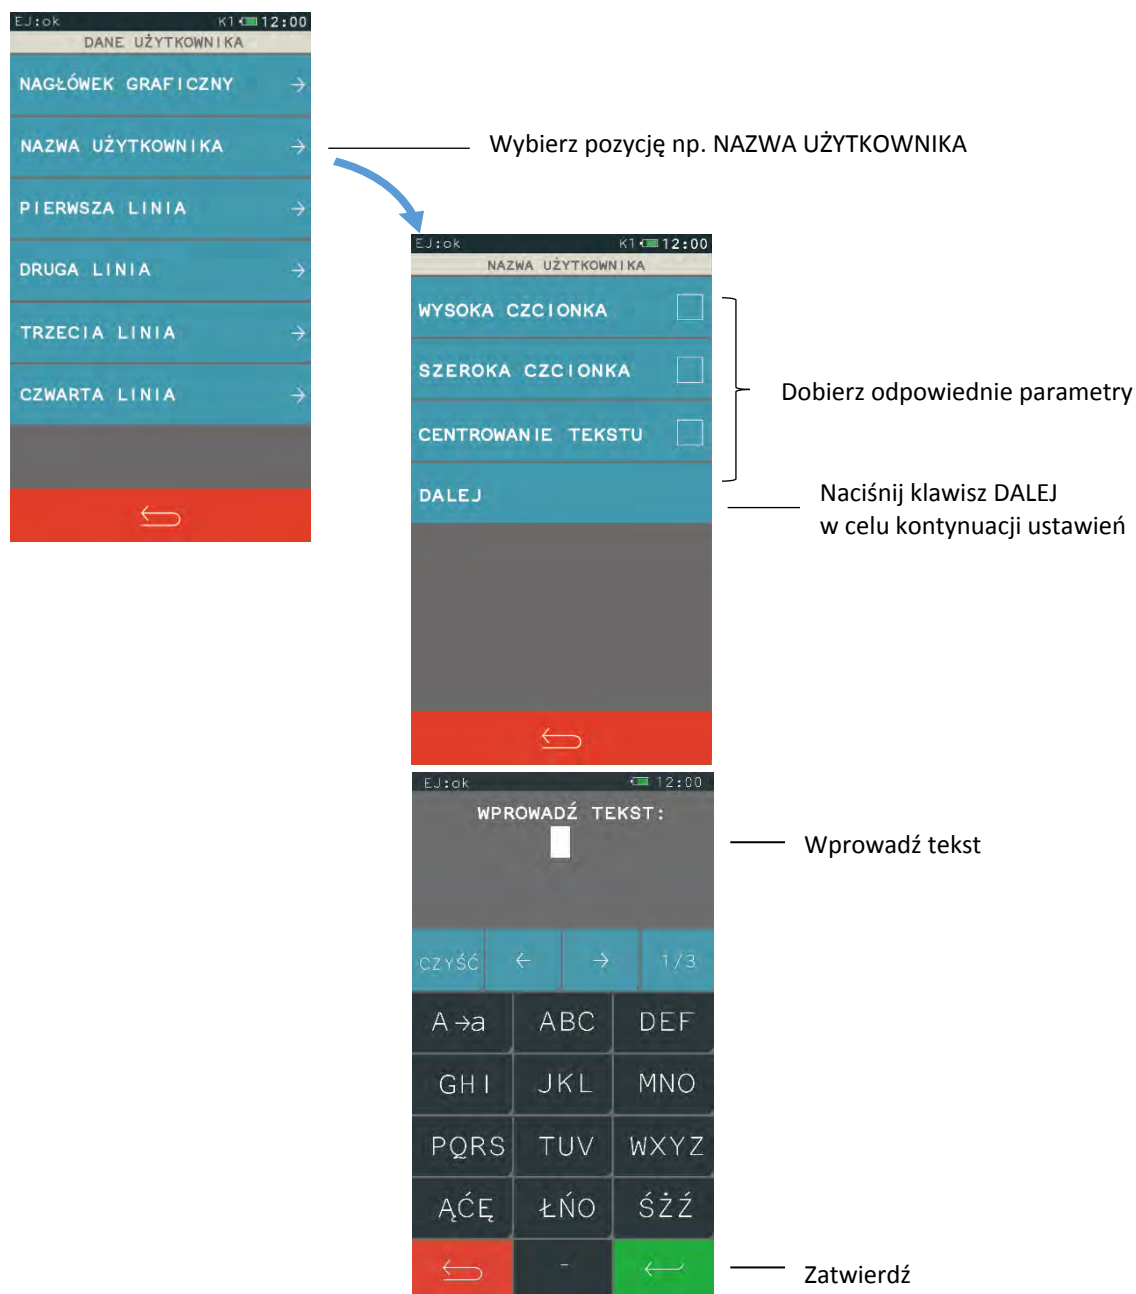 EJ:ok K1 12:00
DANE UŻYTKOWNIKA
NAGŁÓWEK GRAFICZNY →
NAZWA UŻYTKOWNIKA →
PIERWSZA LINIA →
DRUGA LINIA →
TRZECIA LINIA →
CZWARTA LINIA →
Wybierz pozycję np. NAZWA UŻYTKOWNIKA
EJ:ok K1 12:00
NAZWA UŻYTKOWNIKA
WYSOKA CZCIONKA
SZEROKA CZCIONKA
CENTROWANIE TEKSTU
DALEJ
Dobierz odpowiednie parametry
Naciśnij klawisz DALEJ
w celu kontynuacji ustawień
EJ:ok 12:00
WPROWADŹ TEKST:
Wprowadź tekst
CZYŚĆ ← → 1/3
A→a ABC DEF
GHI JKL MNO
PQRS TUV WXYZ
ĄĆĘ ŁŃO ŚŻŹ
-
Zatwierdź